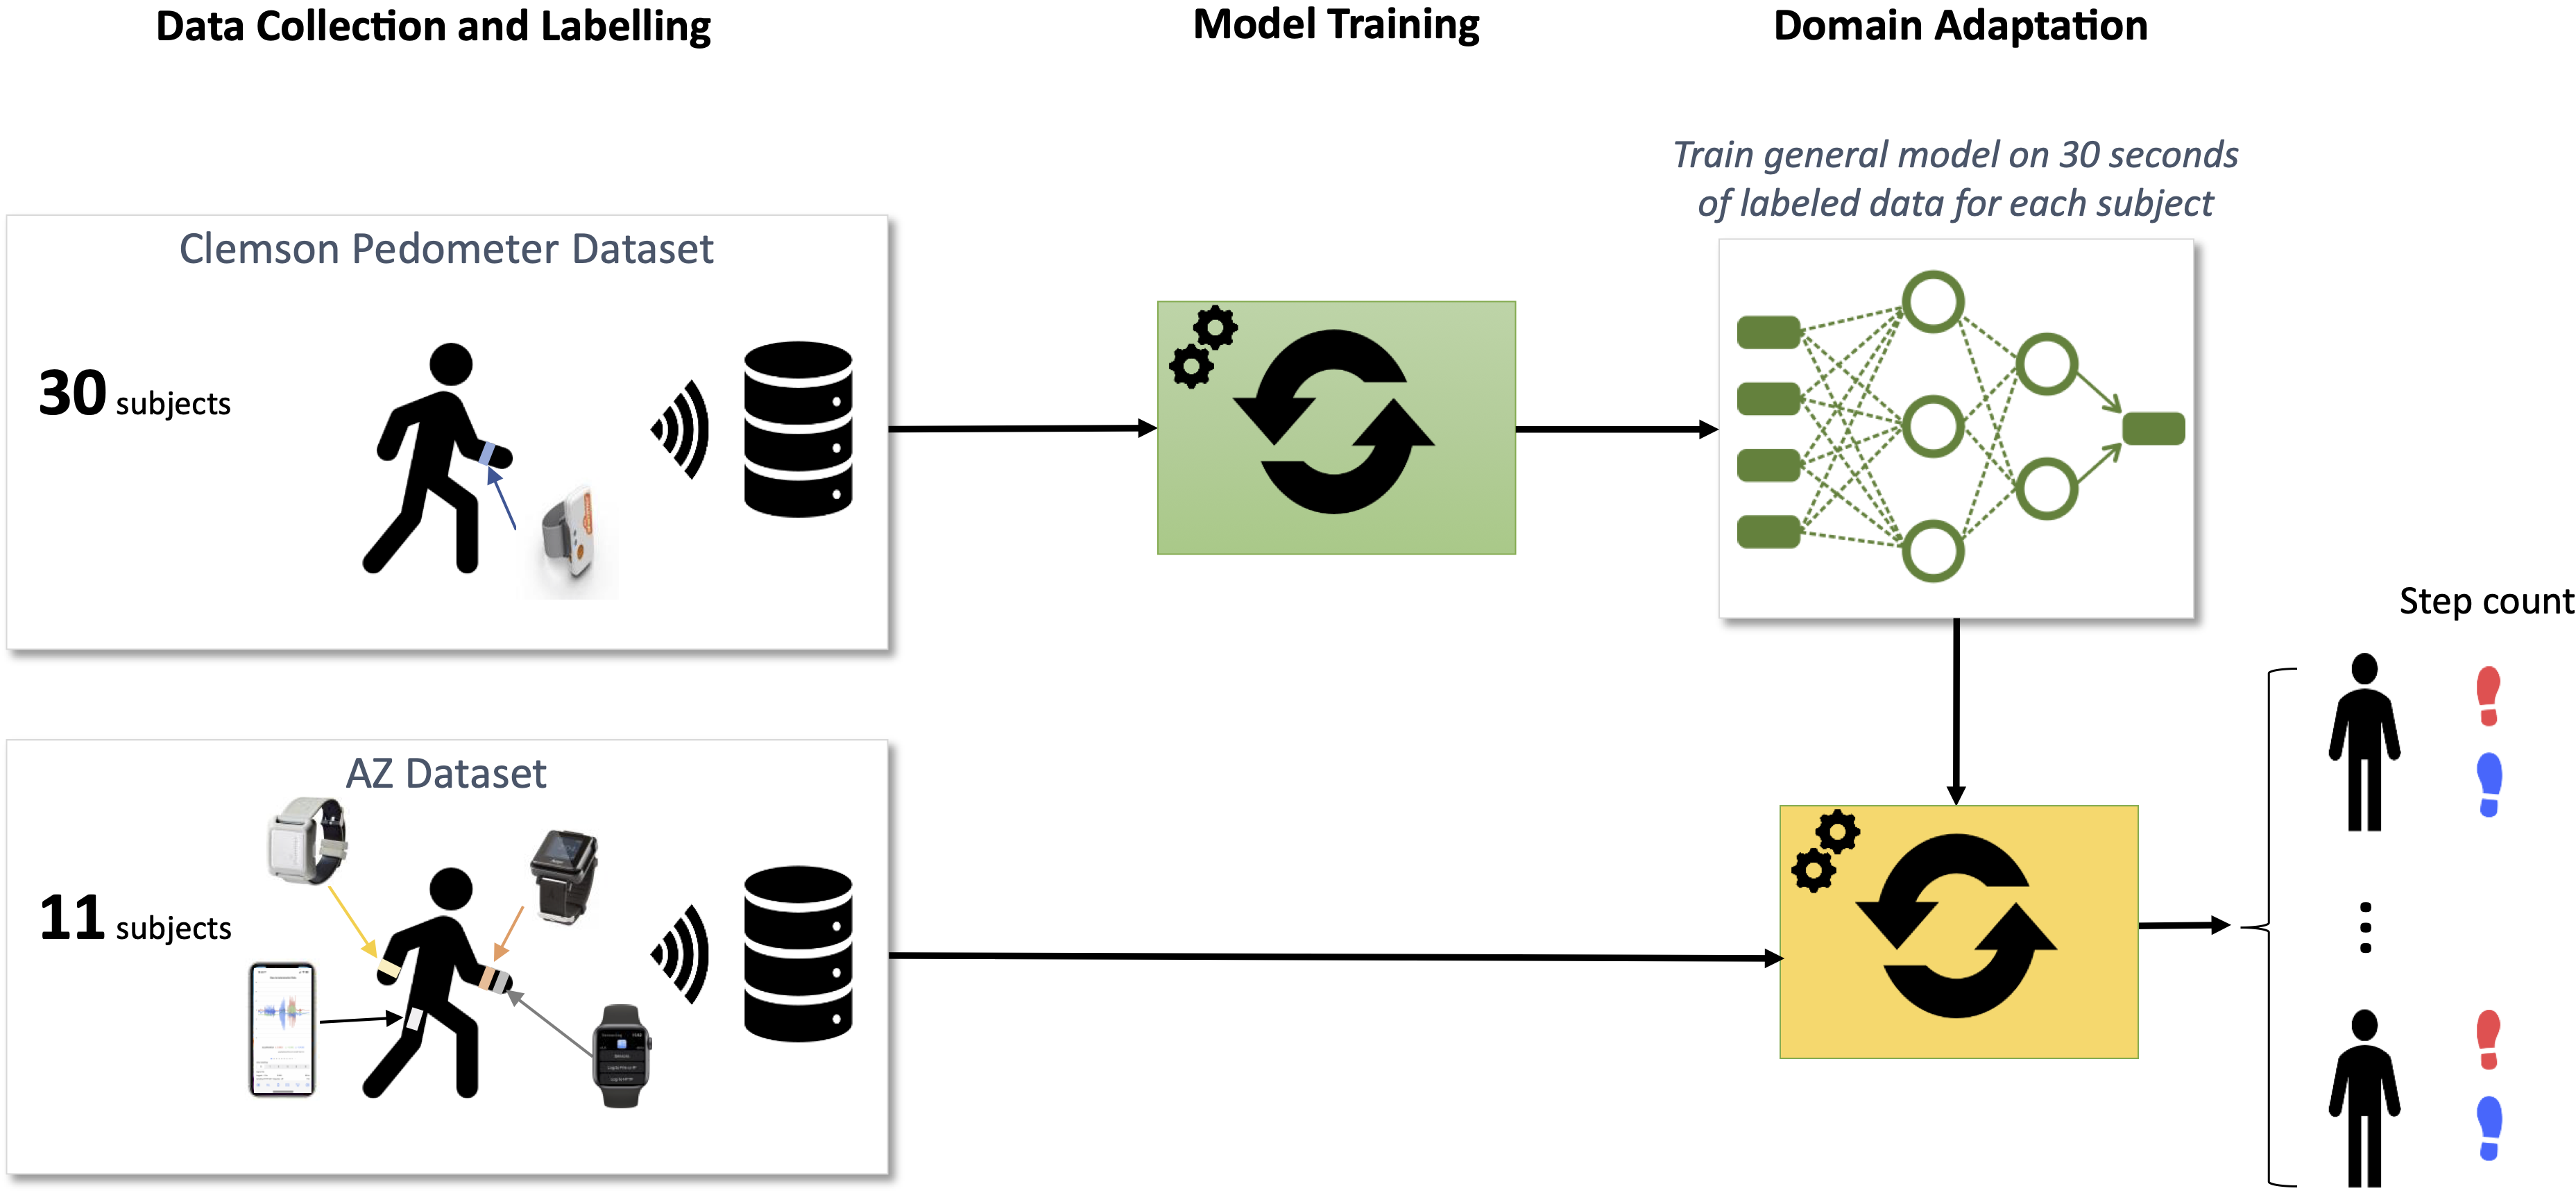 Data Collection and Labelling
Model Training
Domain Adaptation
Train general model on 30 seconds
of labeled data for each subject
Clemson Pedometer Dataset
30 subjects
Step count
AZ Dataset
11 subjects